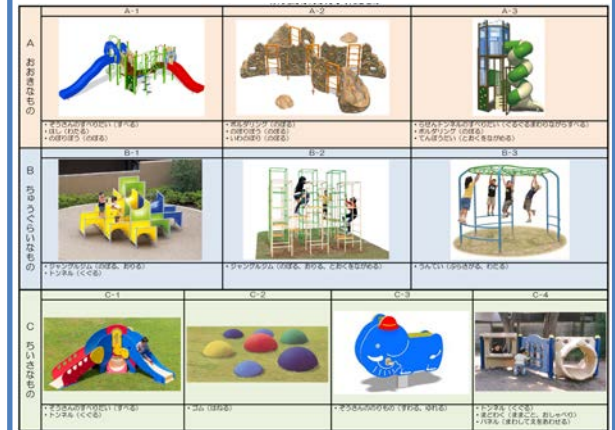 A-1
A-2
A-3
A おおきなもの
・ぞうさんのすべりだい（すべる）
・はし（わたる）
・のぼりぼう（のぼる）
・ボルダリング（のぼる）
・のぼりぼう（のぼる）
・いわのぼり（のぼる）
・らせんトンネルのすべりだい（ぐるぐるまわりながらすべる）
・ボルダリング（のぼる）
・てんぼうだい（とおくをながめる）
B-1
B-2
B-3
B ちゅうぐらいなもの
・ジャングルジム（のぼる、おりる）
・トンネル（くぐる）
・ジャングルジム（のぼる、おりる、とおくをながめる）
・うんてい（ぶらさがる、わたる）
C-1
C-2
C-3
C-4
C ちいさなもの
・ぞうさんのすべりだい（すべる）
・トンネル（くぐる）
・ゴム（はねる）
・ぞうさんののりもの（すわる、ゆれる）
・トンネル（くぐる）
・まどわく（ままごと、おしゃべり）
・パネル（まわしてえをあわせる）